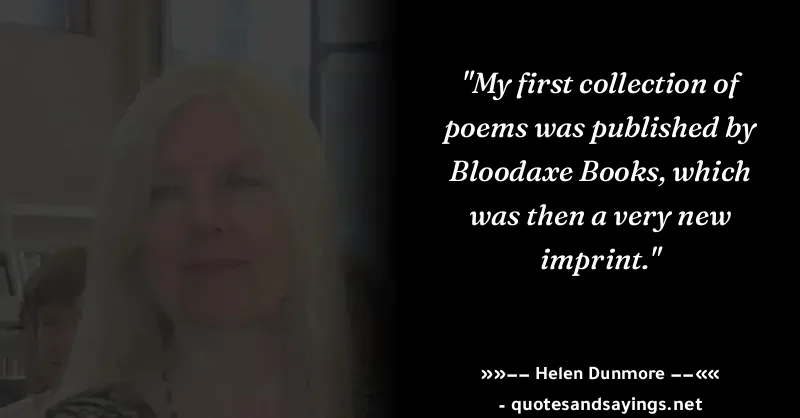 "My first collection of
poems was published by
Bloodaxe Books, which
was then a very new
imprint."
»»—— Helen Dunmore ——««
- quotesandsayings.net